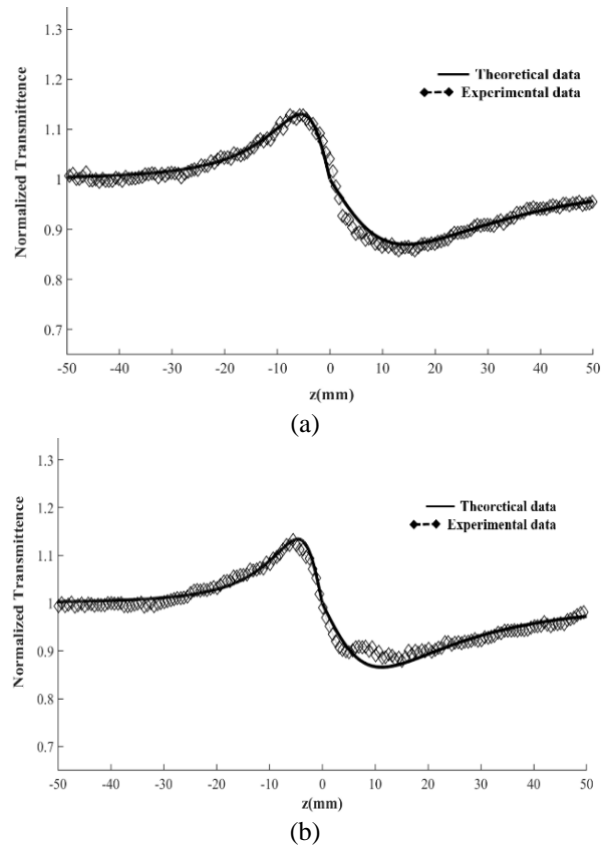 1.3
1.2
1.1
1
0.9
0.8
0.7
Normalized Transmittence
Theoretical data
Experimental data
-50 -40 -30 -20 -10 0 10 20 30 40 50
z(mm)
(a)
1.3
1.2
1.1
1
0.9
0.8
0.7
Normalized Transmittence
Theoretical data
Experimental data
-50 -40 -30 -20 -10 0 10 20 30 40 50
z(mm)
(b)